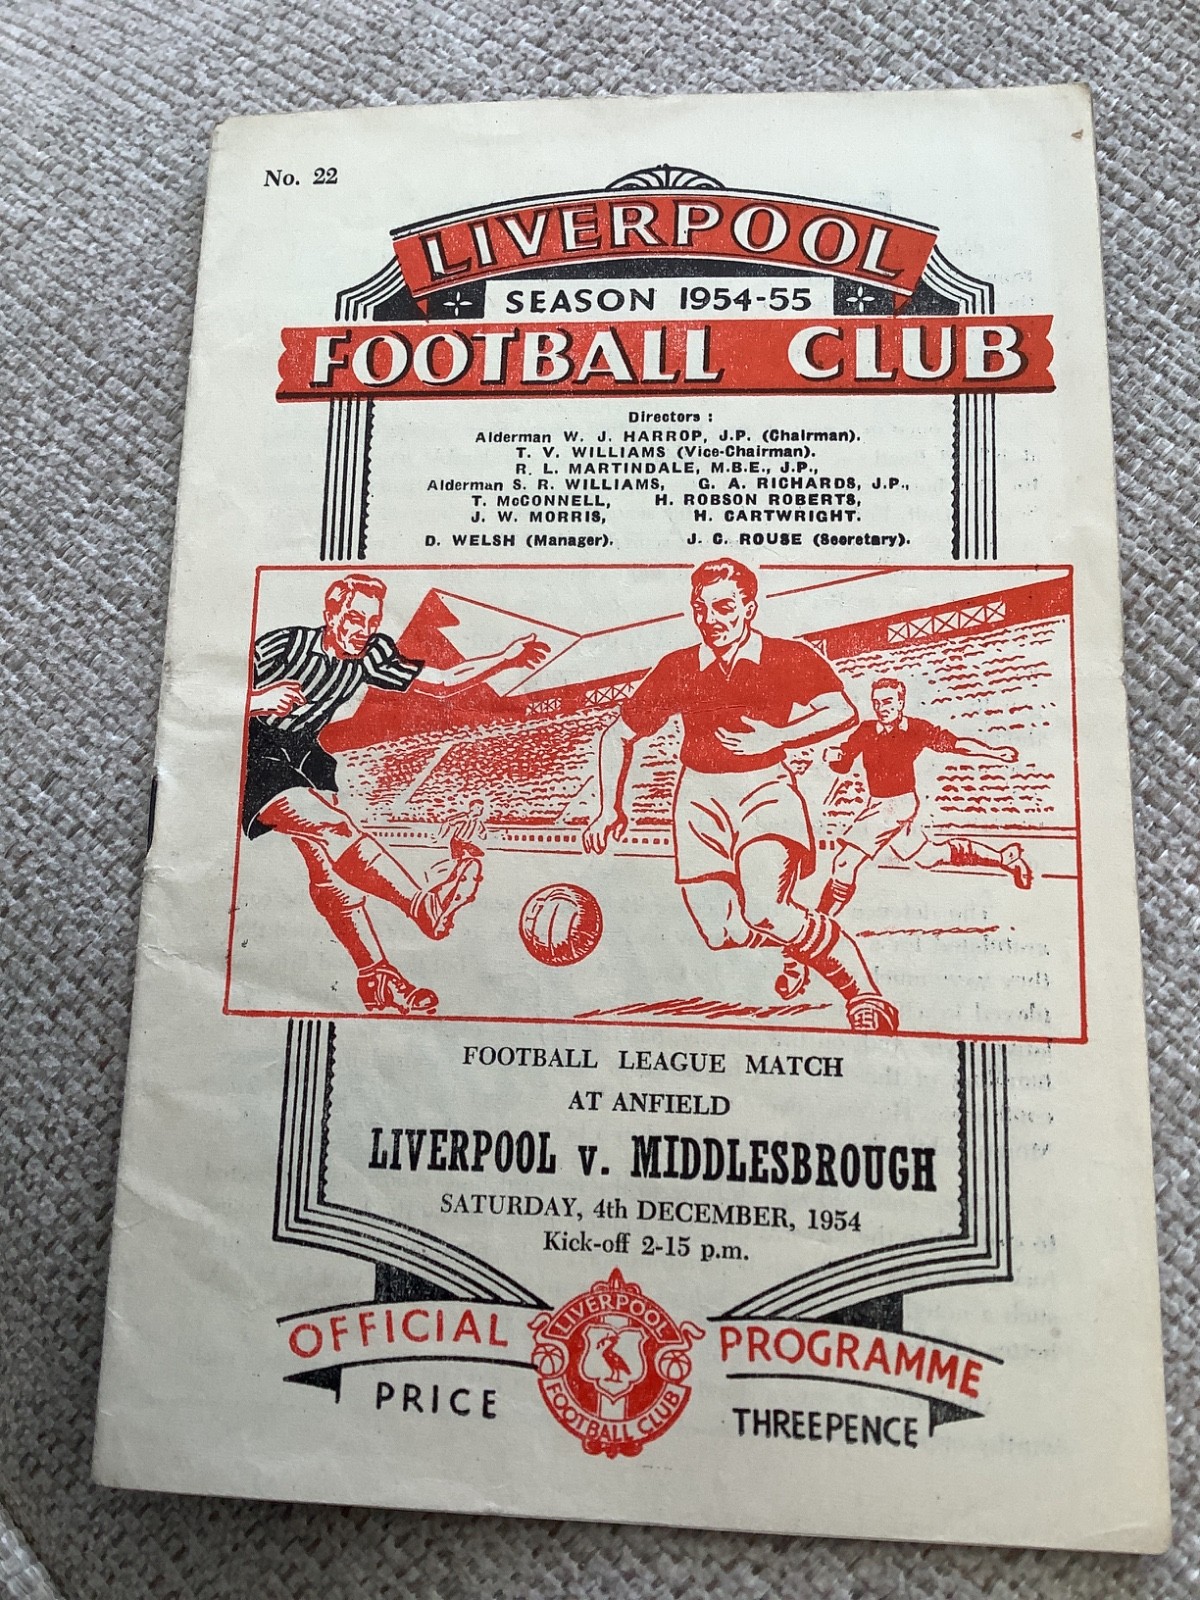 No. 22
LIVERPOOL
SEASON 1954-55
FOOTBALL CLUB
Directors :
Alderman W. J. HARROP, J.P. (Chairman).
T. V. WILLIAMS (Vice-Chairman).
R. L. MARTINDALE, M.B.E., J.P.,
Alderman S. R. WILLIAMS, G. A. RICHARDS, J.P.,
T. McCONNELL, H. ROBSON ROBERTS,
J. W. MORRIS, H. CARTWRIGHT.
D. WELSH (Manager). J. C. ROUSE (Secretary).
FOOTBALL LEAGUE MATCH
AT ANFIELD
LIVERPOOL v. MIDDLESBROUGH
SATURDAY, 4th DECEMBER, 1954
Kick-off 2-15 p.m.
OFFICIAL PROGRAMME
LIVERPOOL
FOOTBALL CLUB
PRICE THREEPENCE